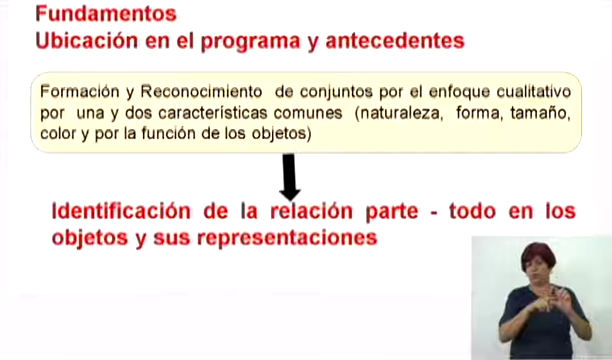 Fundamentos
Ubicación en el programa y antecedentes
Formación y Reconocimiento de conjuntos por el enfoque cualitativo
por una y dos características comunes (naturaleza, forma, tamaño,
color y por la función de los objetos)
Identificación de la relación parte - todo en los
objetos y sus representaciones